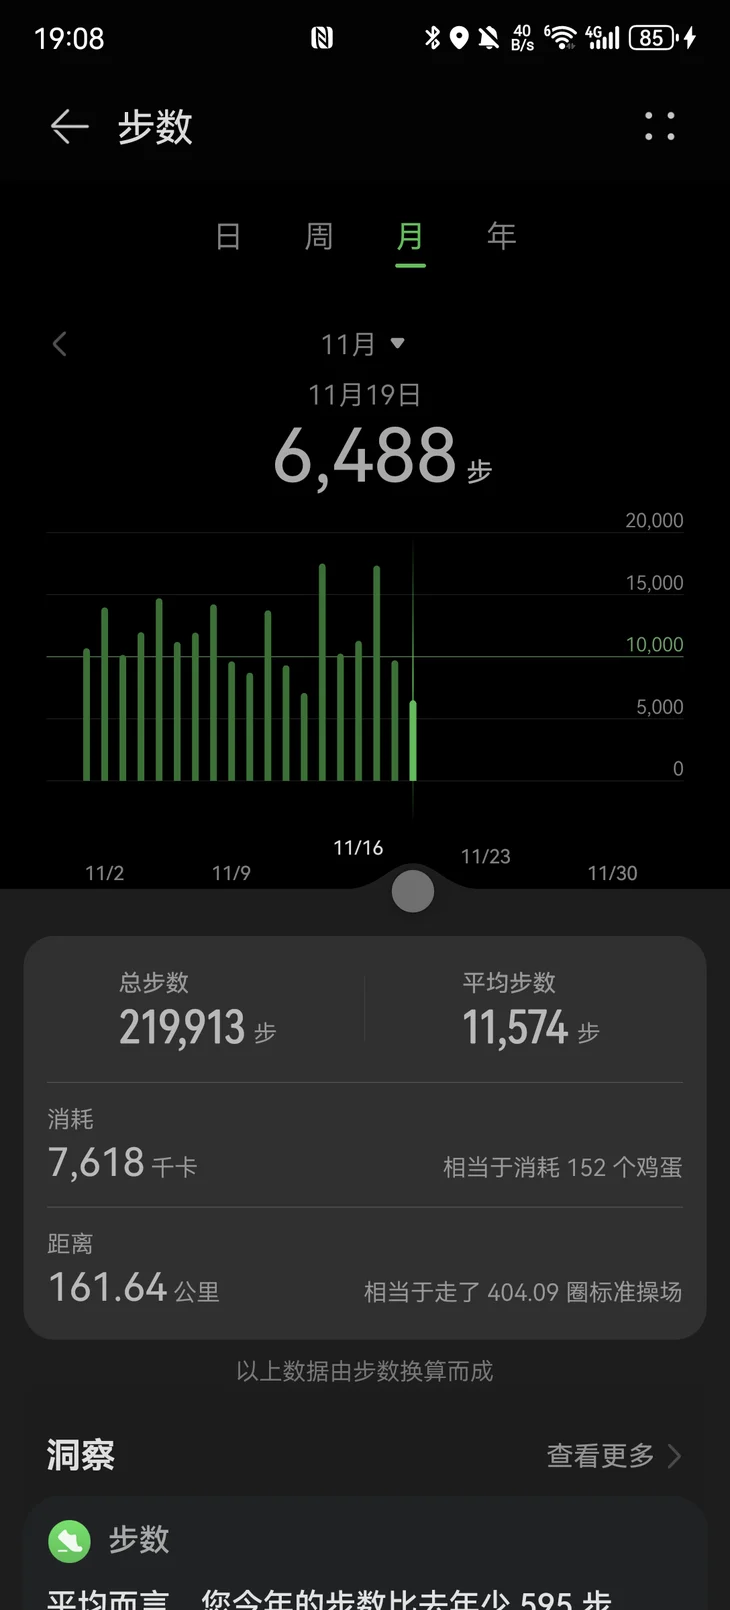 19:08
40 B/s 6 4G 85
步数
日 周 月 年
11月
11月19日
6,488 步
20,000
15,000
10,000
5,000
0
11/2 11/9 11/16 11/23 11/30
总步数 平均步数
219,913 步 11,574 步
消耗
7,618 千卡 相当于消耗 152 个鸡蛋
距离
161.64 公里 相当于走了 404.09 圈标准操场
以上数据由步数换算而成
洞察 查看更多
步数
平均而言，您今年的步数比去年少 595 步